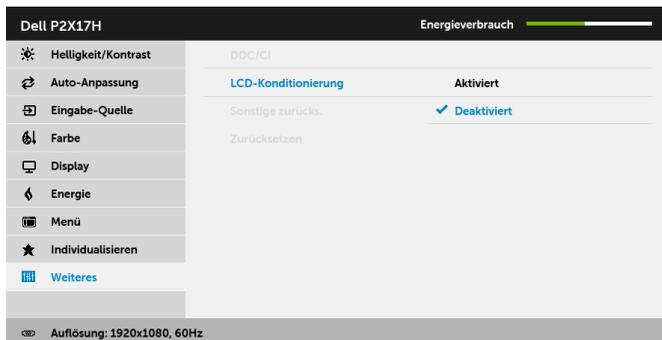 Dell P2X17H Energieverbrauch
Helligkeit/Kontrast DDC/CI
Auto-Anpassung LCD-Konditionierung Aktiviert
Eingabe-Quelle Sonstige zurücks. Deaktiviert
Farbe Zurücksetzen
Display
Energie
Menü
Individualisieren
Weiteres
Auflösung: 1920x1080, 60Hz